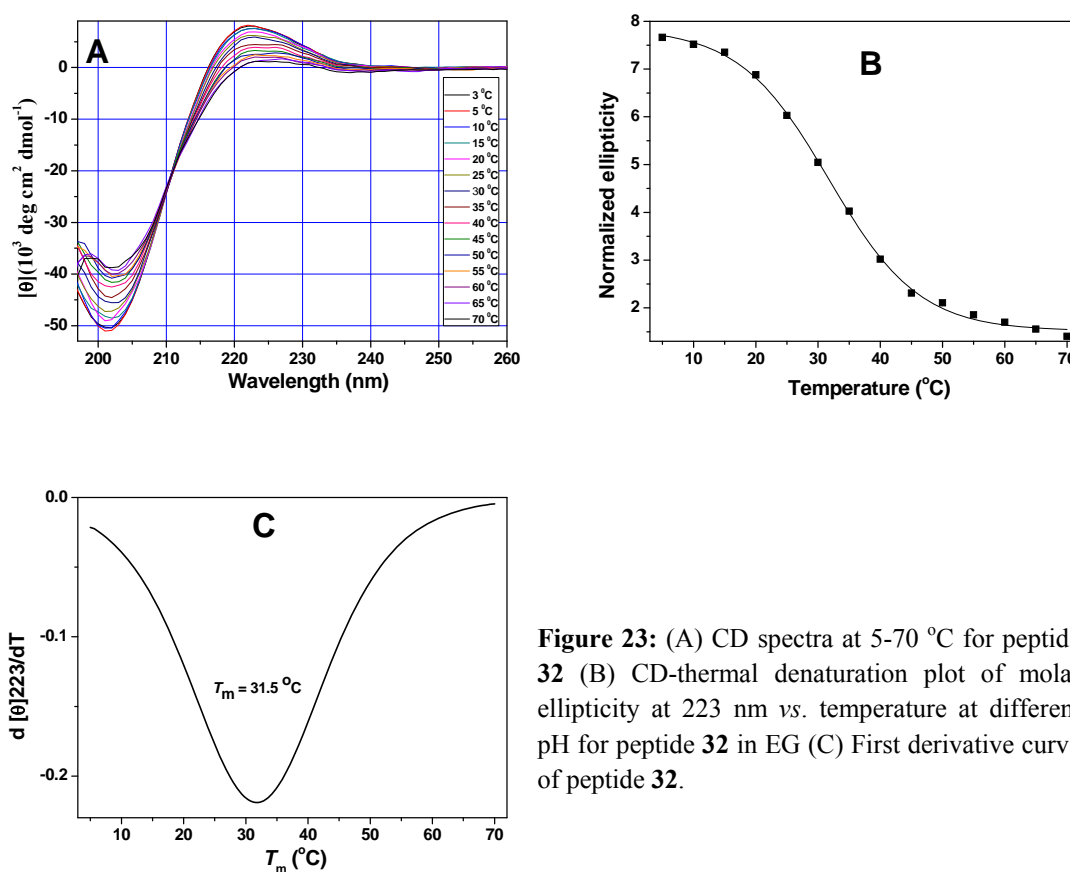 A
[θ](10³ deg cm² dmol⁻¹)
0
-10
-20
-30
-40
-50
200
210
220
230
240
250
260
Wavelength (nm)
3 °C
5 °C
10 °C
15 °C
20 °C
25 °C
30 °C
35 °C
40 °C
45 °C
50 °C
55 °C
60 °C
65 °C
70 °C
B
Normalized ellipticity
8
7
6
5
4
3
2
10
20
30
40
50
60
70
Temperature (°C)
C
d [θ]223/dT
0.0
-0.1
-0.2
Tm = 31.5 °C
10
20
30
40
50
60
70
Tm (°C)
Figure 23: (A) CD spectra at 5-70 °C for peptid
32 (B) CD-thermal denaturation plot of mola
ellipticity at 223 nm vs. temperature at differen
pH for peptide 32 in EG (C) First derivative curv
of peptide 32.